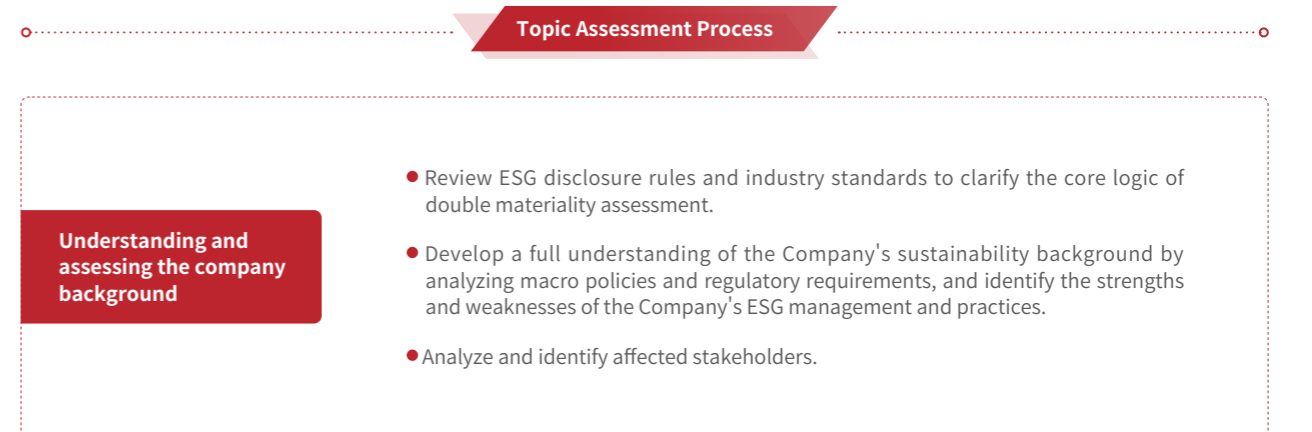 Topic Assessment Process
Understanding and
assessing the company
background
● Review ESG disclosure rules and industry standards to clarify the core logic of
double materiality assessment.
● Develop a full understanding of the Company's sustainability background by
analyzing macro policies and regulatory requirements, and identify the strengths
and weaknesses of the Company's ESG management and practices.
● Analyze and identify affected stakeholders.